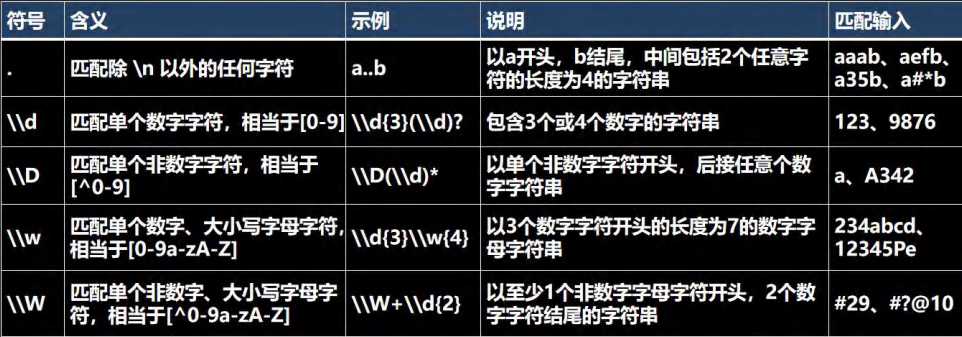 符号 含义 示例 说明 匹配输入
. 匹配除 \n 以外的任何字符 a..b 以a开头，b结尾，中间包括2个任意字 aaab、aefb、
符的长度为4的字符串 a35b、a#*b
\\d 匹配单个数字字符，相当于[0-9] \\d{3}(\\d)? 包含3个或4个数字的字符串 123、9876
\\D 匹配单个非数字字符，相当于 \\D(\\d)* 以单个非数字字符开头，后接任意个数 a、A342
[^0-9] 字字符串
\\w 匹配单个数字、大小写字母字符， \\d{3}\\w{4} 以3个数字字符开头的长度为7的数字字 234abcd、
相当于[0-9a-zA-Z] 母字符串 12345Pe
\\W 匹配单个非数字、大小写字母字 \\W+\\d{2} 以至少1个非数字字母字符开头，2个数 #29、#?@10
符，相当于[^0-9a-zA-Z] 字字符结尾的字符串